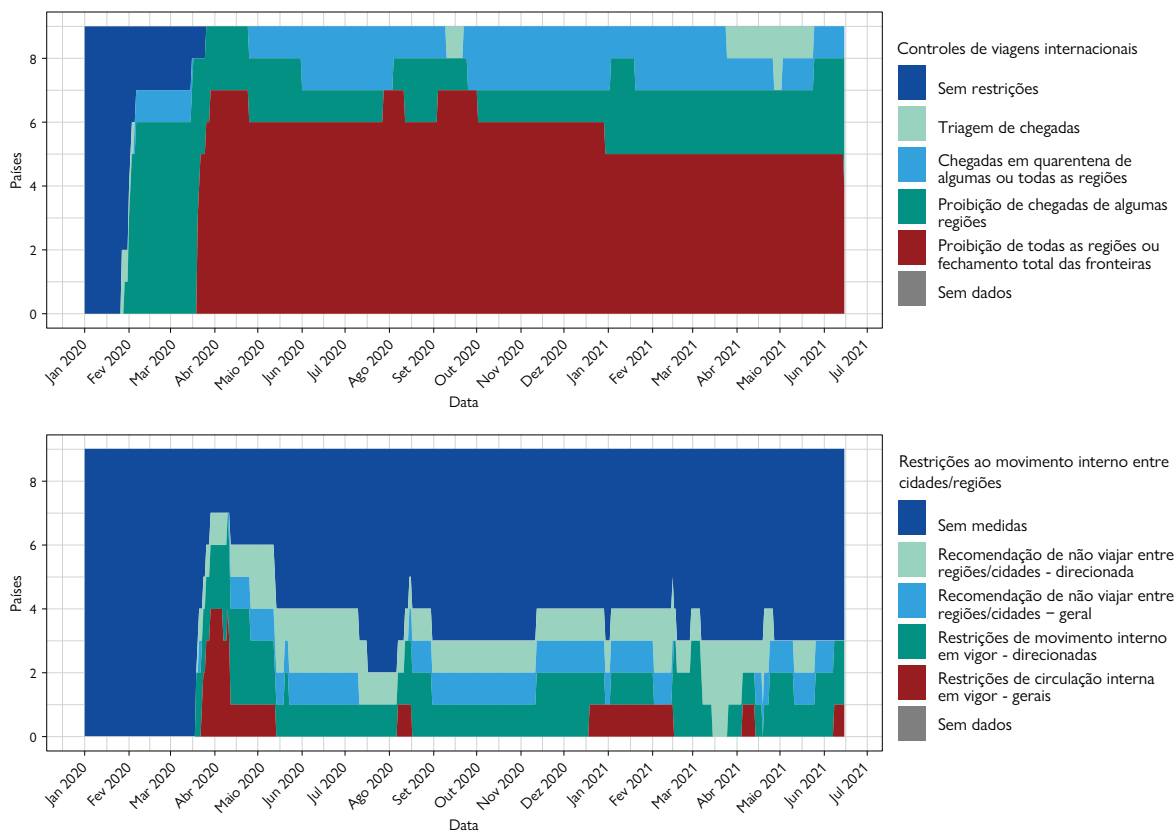 8
6
4
2
0
Países
Jan 2020
Fev 2020
Mar 2020
Abr 2020
Maio 2020
Jun 2020
Jul 2020
Ago 2020
Set 2020
Out 2020
Nov 2020
Dez 2020
Jan 2021
Fev 2021
Mar 2021
Abr 2021
Maio 2021
Jun 2021
Jul 2021
Data
Controles de viagens internacionais
Sem restrições
Triagem de chegadas
Chegadas em quarentena de
algumas ou todas as regiões
Proibição de chegadas de algumas
regiões
Proibição de todas as regiões ou
fechamento total das fronteiras
Sem dados
8
6
4
2
0
Países
Jan 2020
Fev 2020
Mar 2020
Abr 2020
Maio 2020
Jun 2020
Jul 2020
Ago 2020
Set 2020
Out 2020
Nov 2020
Dez 2020
Jan 2021
Fev 2021
Mar 2021
Abr 2021
Maio 2021
Jun 2021
Jul 2021
Data
Restrições ao movimento interno entre
cidades/regiões
Sem medidas
Recomendação de não viajar entre
regiões/cidades - direcionada
Recomendação de não viajar entre
regiões/cidades – geral
Restrições de movimento interno
em vigor - direcionadas
Restrições de circulação interna
em vigor - gerais
Sem dados